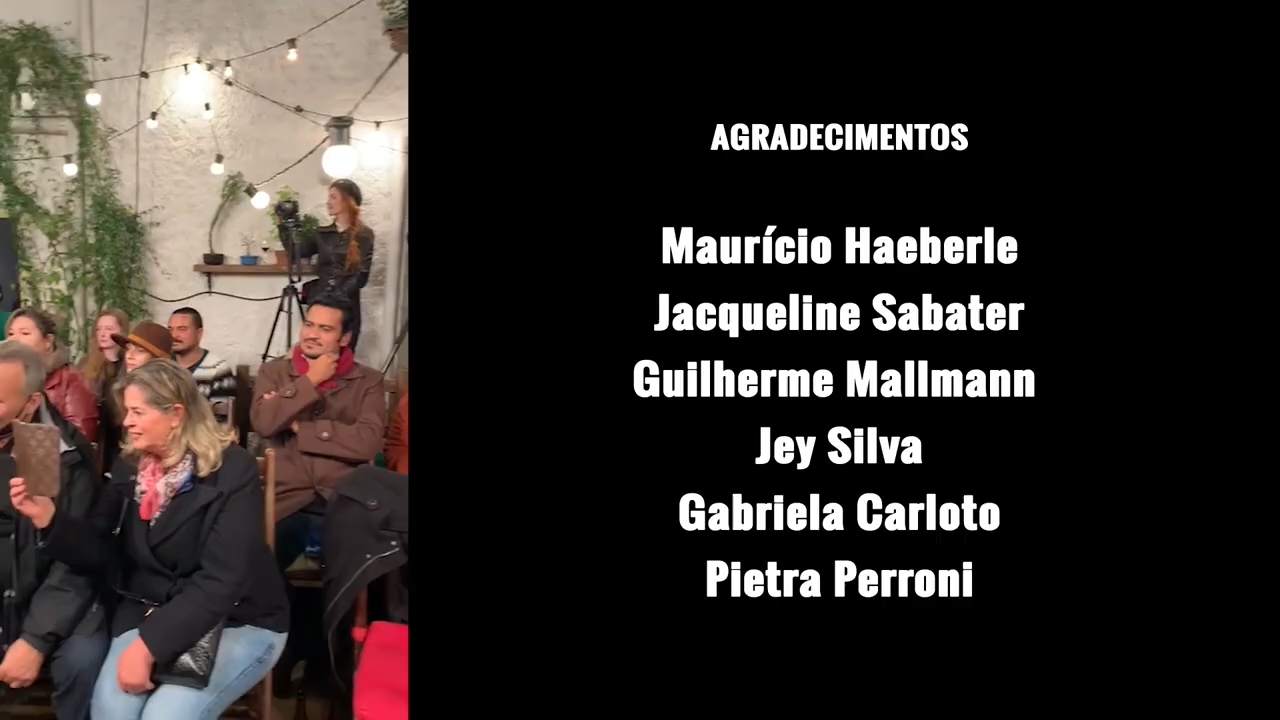 AGRADECIMENTOS
Maurício Haeberle
Jacqueline Sabater
Guilherme Mallmann
Jey Silva
Gabriela Carloto
Pietra Perroni